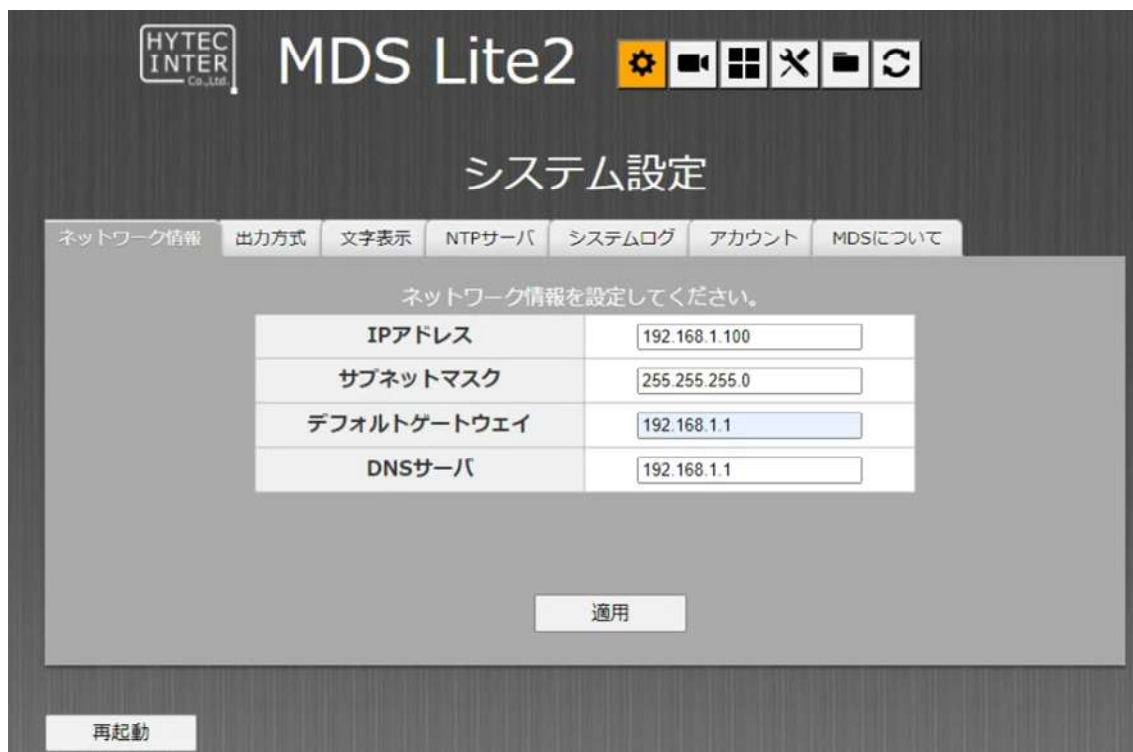 HYTEC
INTER
Co.,Ltd.
MDS Lite2
システム設定
ネットワーク情報 出力方式 文字表示 NTPサーバ システムログ アカウント MDSについて
ネットワーク情報を設定してください。
IPアドレス 192.168.1.100
サブネットマスク 255.255.255.0
デフォルトゲートウェイ 192.168.1.1
DNSサーバ 192.168.1.1
適用
再起動